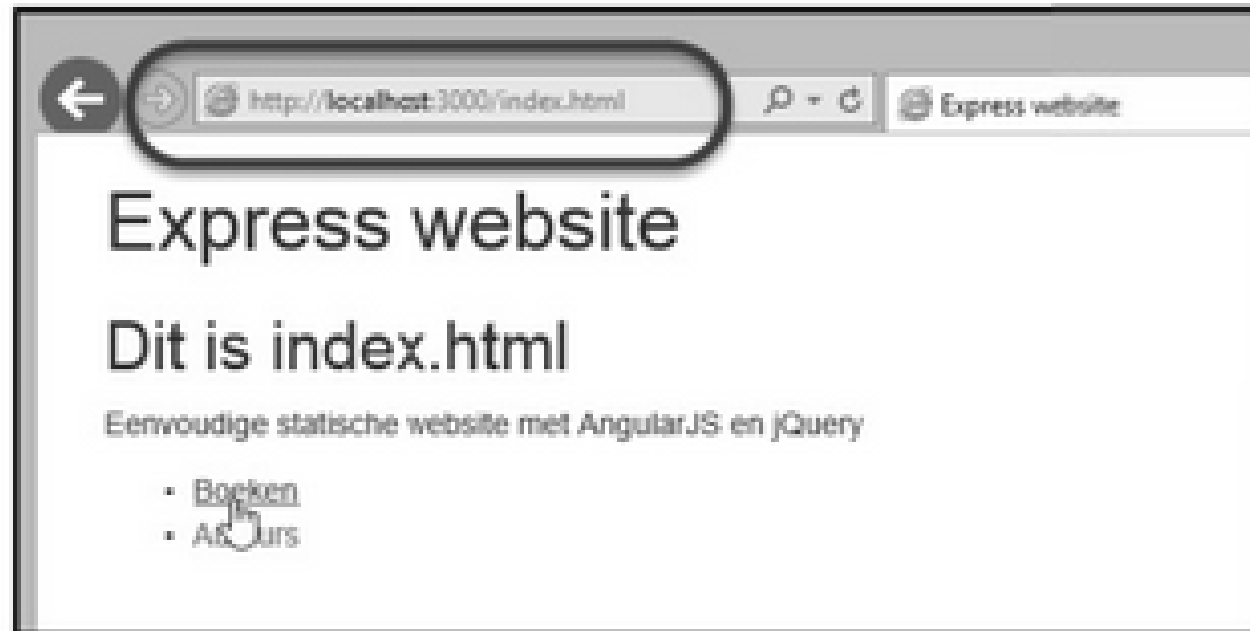 http://localhost:3000/index.html
Express website
Express website
Dit is index.html
Eenvoudige statische website met AngularJS en jQuery
• Boeken